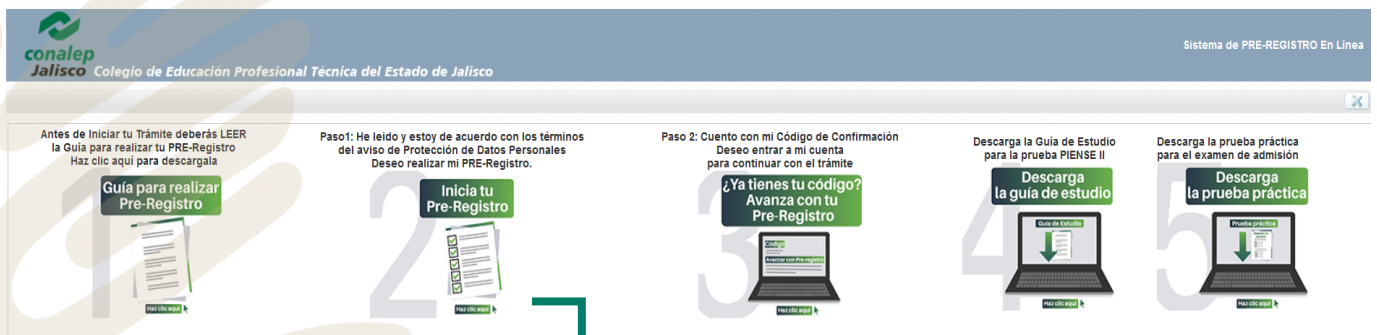 conalep
Jalisco Colegio de Educación Profesional Técnica del Estado de Jalisco
Sistema de PRE-REGISTRO En Linea
Antes de Iniciar tu Trámite deberás LEER
la Guía para realizar tu PRE-Registro
Haz clic aquí para descargala
1
Guía para realizar
Pre-Registro
Haz clic aquí
Paso1: He leido y estoy de acuerdo con los términos
del aviso de Protección de Datos Personales
Deseo realizar mi PRE-Registro.
2
Inicia tu
Pre-Registro
Haz clic aquí
Paso 2: Cuento con mi Código de Confirmación
Deseo entrar a mi cuenta
para continuar con el trámite
3
¿Ya tienes tu código?
Avanza con tu
Pre-Registro
Código
Avanzar con Pre-registro
Haz clic aquí
Descarga la Guía de Estudio
para la prueba PIENSE II
4
Descarga
la guía de estudio
Guía de Estudio
Haz clic aquí
Descarga la prueba práctica
para el examen de admisión
5
Descarga
la prueba práctica
Prueba práctica
Haz clic aquí